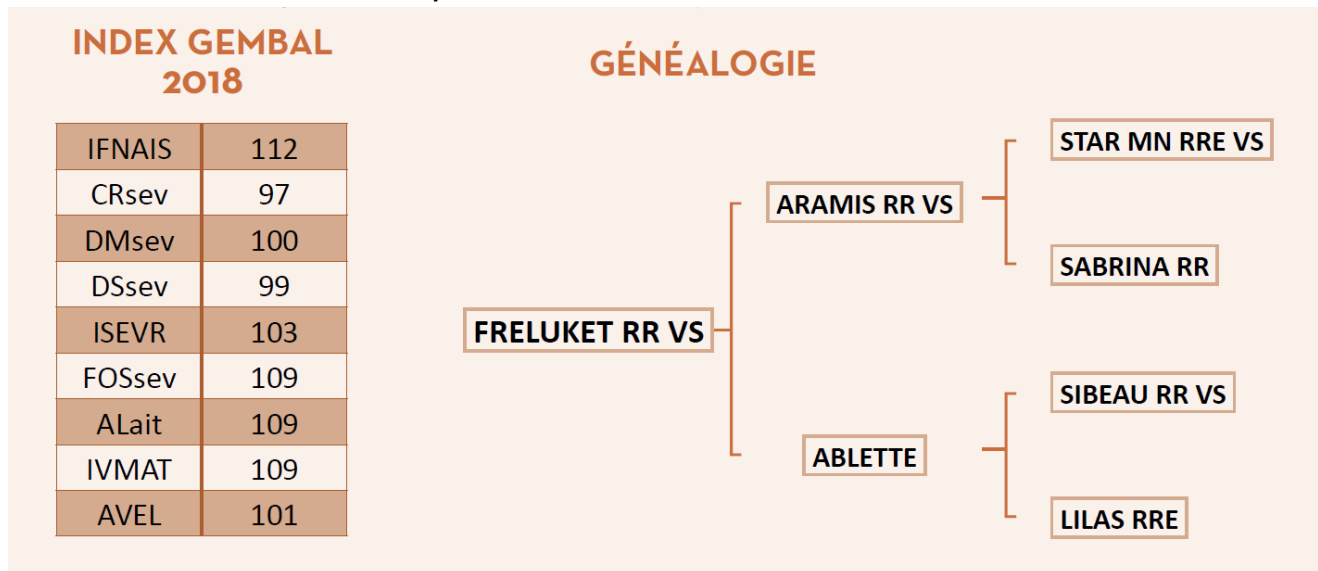 INDEX GEMBAL
2018
IFNAIS 112
CRsev 97
DMsev 100
DSsev 99
ISEVR 103
FOSsev 109
ALait 109
IVMAT 109
AVEL 101
GÉNÉALOGIE
FRELUKET RR VS
ARAMIS RR VS
STAR MN RRE VS
SABRINA RR
ABLETTE
SIBEAU RR VS
LILAS RRE